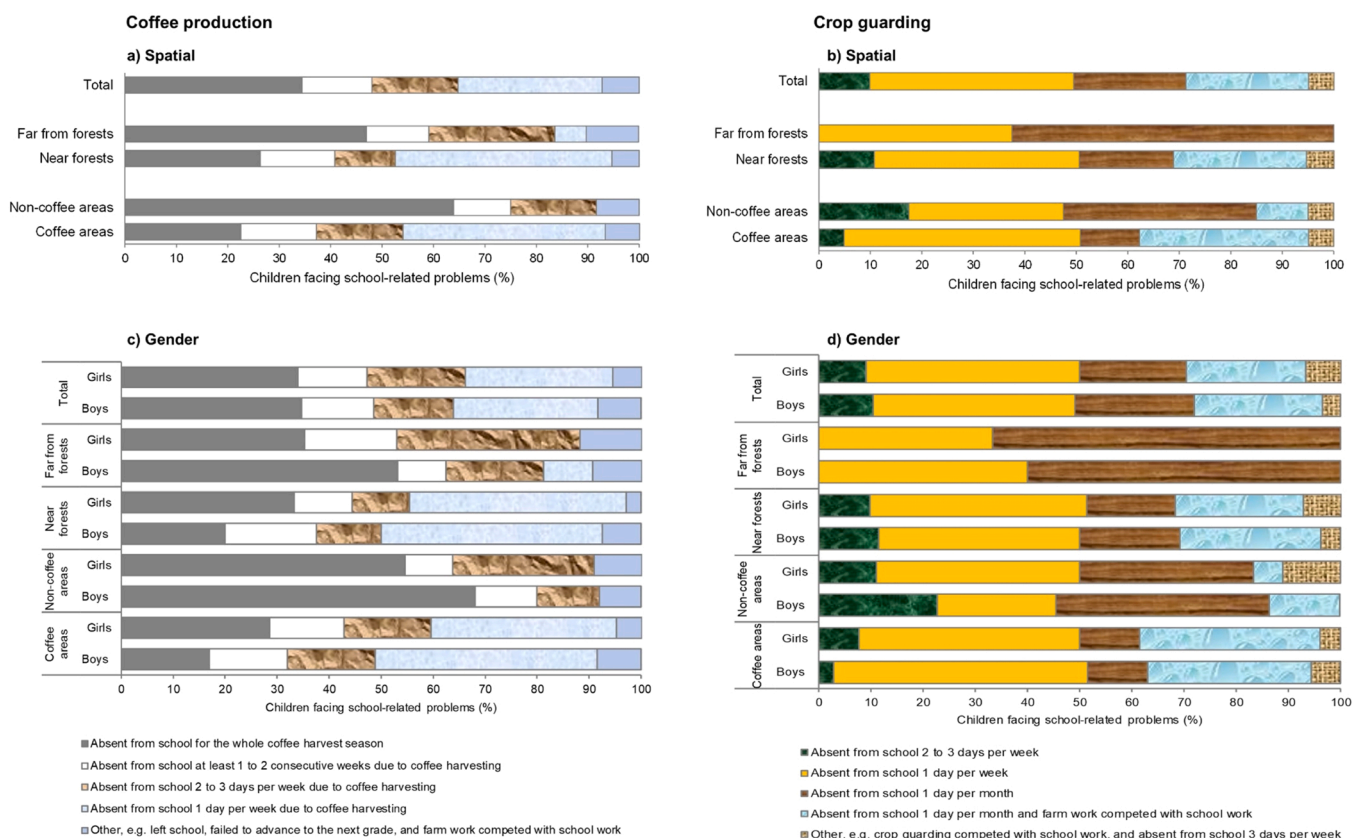 Coffee production
Crop guarding
a) Spatial
Total
Far from forests
Near forests
Non-coffee areas
Coffee areas
0 10 20 30 40 50 60 70 80 90 100
Children facing school-related problems (%)
b) Spatial
Total
Far from forests
Near forests
Non-coffee areas
Coffee areas
0 10 20 30 40 50 60 70 80 90 100
Children facing school-related problems (%)
c) Gender
Total
Girls
Boys
Far from
forests
Girls
Boys
Near
forests
Girls
Boys
Non-coffee
areas
Girls
Boys
Coffee
areas
Girls
Boys
0 10 20 30 40 50 60 70 80 90 100
Children facing school-related problems (%)
Absent from school for the whole coffee harvest season
Absent from school at least 1 to 2 consecutive weeks due to coffee harvesting
Absent from school 2 to 3 days per week due to coffee harvesting
Absent from school 1 day per week due to coffee harvesting
Other, e.g. left school, failed to advance to the next grade, and farm work competed with school work
d) Gender
Total
Girls
Boys
Far from
forests
Girls
Boys
Near forests
Girls
Boys
Non-coffee
areas
Girls
Boys
Coffee areas
Girls
Boys
0 10 20 30 40 50 60 70 80 90 100
Children facing school-related problems (%)
Absent from school 2 to 3 days per week
Absent from school 1 day per week
Absent from school 1 day per month
Absent from school 1 day per month and farm work competed with school work
Other, e.g. crop guarding competed with school work, and absent from school 3 days per week